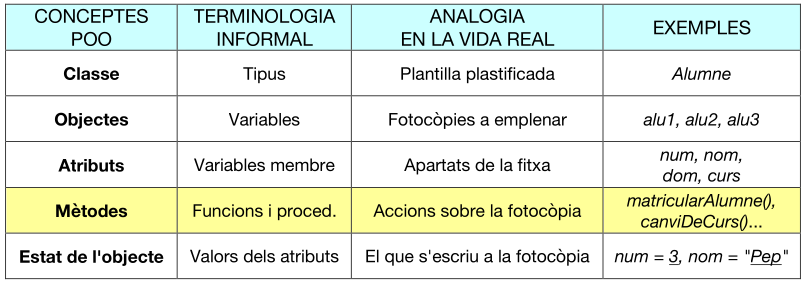 CONCEPTES POO
TERMINOLOGIA INFORMAL
ANALOGIA EN LA VIDA REAL
EXEMPLES
Classe
Tipus
Plantilla plastificada
Alumne
Objectes
Variables
Fotocòpies a emplenar
alu1, alu2, alu3
Atributs
Variables membre
Apartats de la fitxa
num, nom,
dom, curs
Mètodes
Funcions i proced.
Accions sobre la fotocòpia
matricularAlumne(),
canviDeCurs()...
Estat de l'objecte
Valors dels atributs
El que s'escriu a la fotocòpia
num = 3, nom = "Pep"